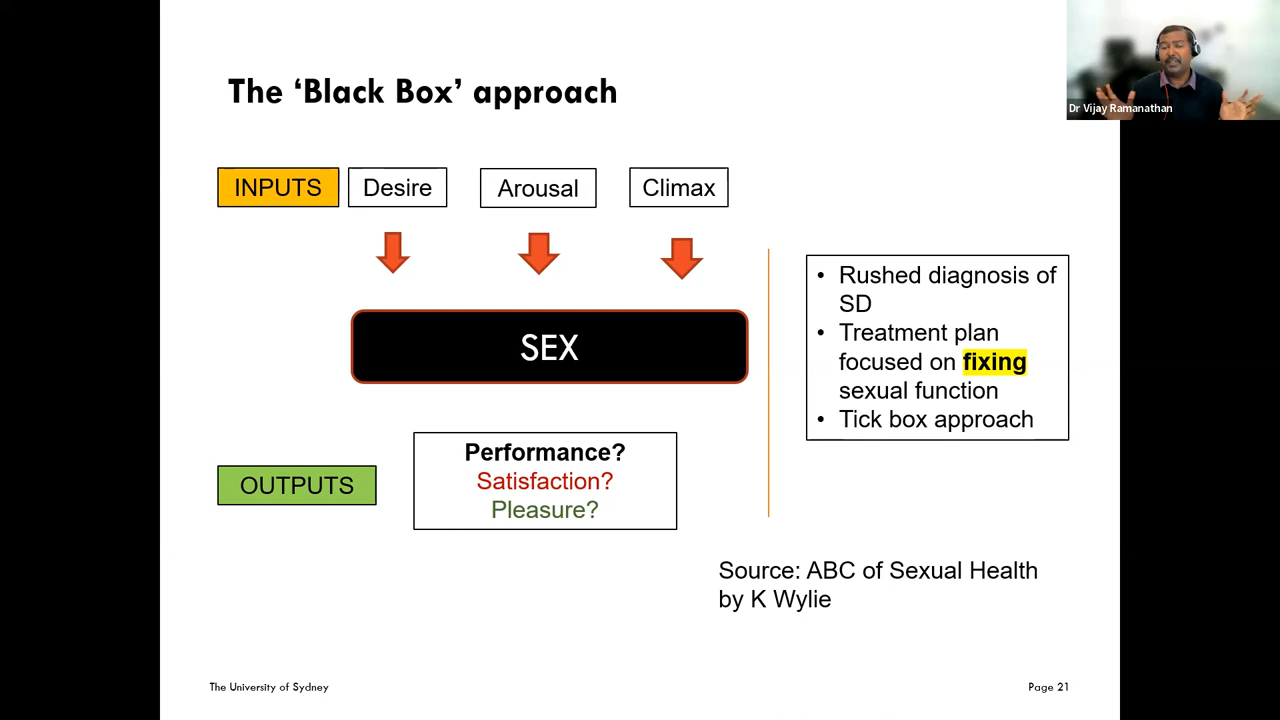 Dr Vijay Ramanathan
The ‘Black Box’ approach
INPUTS
Desire
Arousal
Climax
SEX
OUTPUTS
Performance?
Satisfaction?
Pleasure?
• Rushed diagnosis of
SD
• Treatment plan
focused on fixing
sexual function
• Tick box approach
Source: ABC of Sexual Health
by K Wylie
The University of Sydney
Page 21